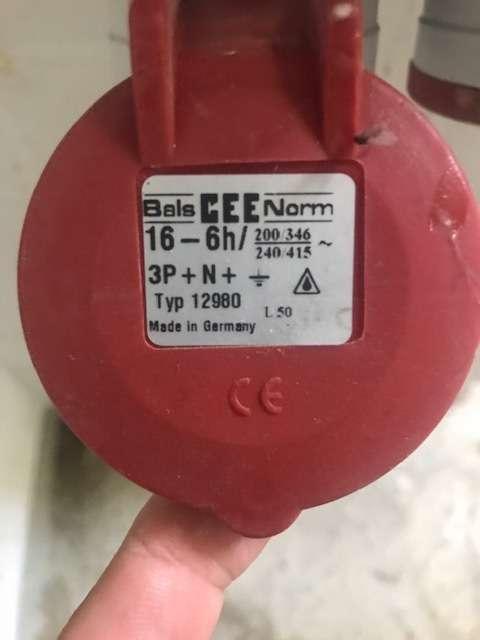 Bals CEE Norm
16 – 6h/ 200/346 ~
240/415
3P + N + ⏚
Typ 12980 L 50
Made in Germany
CE